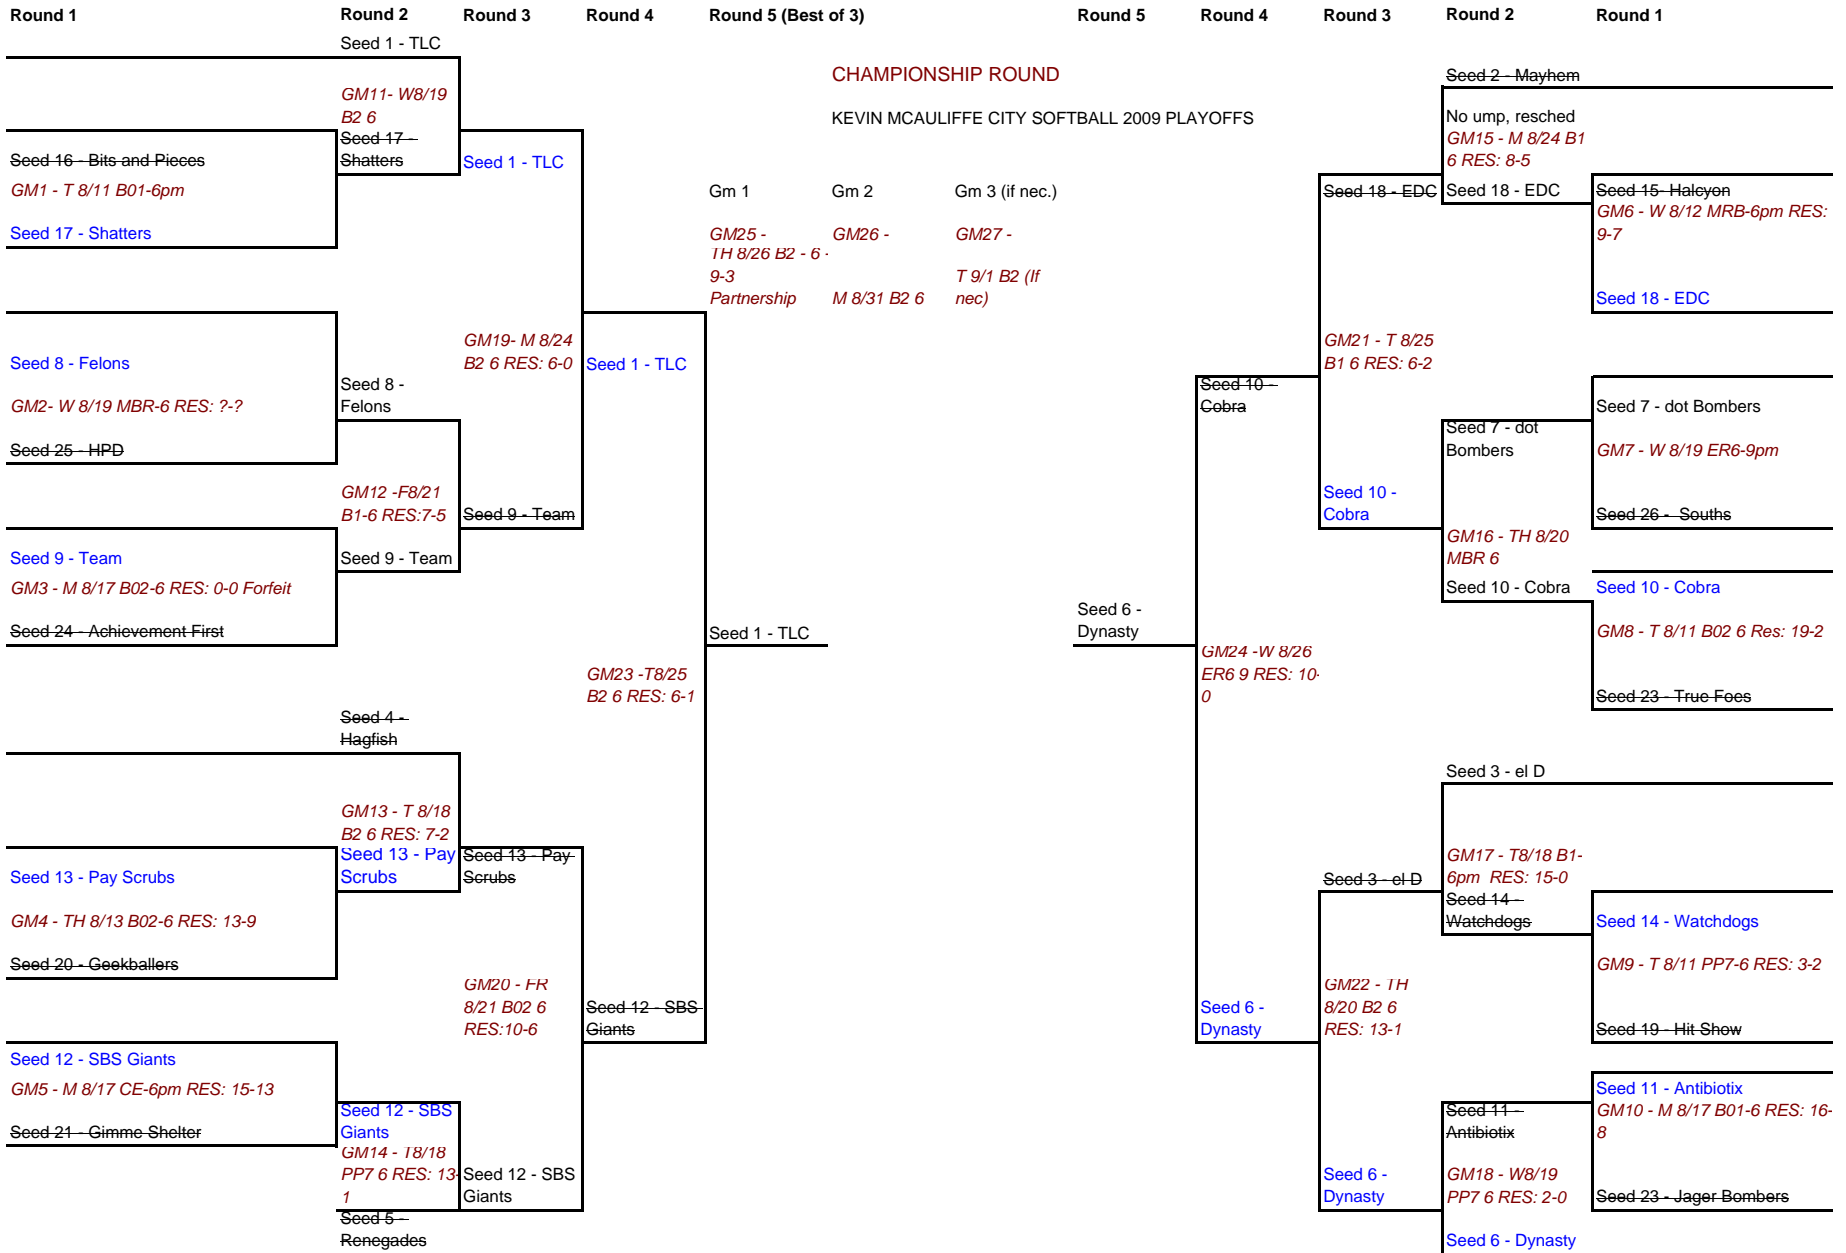 Round 1
Round 2
Round 3
Round 4
Round 5 (Best of 3)
Round 5
Round 4
Round 3
Round 2
Round 1
CHAMPIONSHIP ROUND
KEVIN MCAULIFFE CITY SOFTBALL 2009 PLAYOFFS
Seed 16 - Bits and Pieces
GM1 - T 8/11 B01-6pm
Seed 17 - Shatters
Seed 8 - Felons
GM2- W 8/19 MBR-6 RES: ?-?
Seed 25 - HPD
Seed 9 - Team
GM3 - M 8/17 B02-6 RES: 0-0 Forfeit
Seed 24 - Achievement First
Seed 13 - Pay Scrubs
GM4 - TH 8/13 B02-6 RES: 13-9
Seed 20 - Geekballers
Seed 12 - SBS Giants
GM5 - M 8/17 CE-6pm RES: 15-13
Seed 21 - Gimme Shelter
Seed 1 - TLC
GM11- W8/19
B2 6
Seed 17 -
Shatters
Seed 8 -
Felons
GM12 -F8/21
B1-6 RES:7-5
Seed 9 - Team
Seed 4 -
Hagfish
GM13 - T 8/18
B2 6 RES: 7-2
Seed 13 - Pay
Scrubs
Seed 12 - SBS
Giants
GM14 - T8/18
PP7 6 RES: 13-
1
Seed 5 -
Renegades
Seed 1 - TLC
GM19- M 8/24
B2 6 RES: 6-0
Seed 9 - Team
Seed 13 - Pay
Scrubs
GM20 - FR
8/21 B02 6
RES:10-6
Seed 12 - SBS
Giants
Seed 1 - TLC
GM23 -T8/25
B2 6 RES: 6-1
Seed 12 - SBS
Giants
Gm 1
GM25 -
TH 8/26 B2 - 6 -
9-3
Partnership
Gm 2
GM26 -
M 8/31 B2 6
Gm 3 (if nec.)
GM27 -
T 9/1 B2 (If
nec)
Seed 1 - TLC
Seed 6 -
Dynasty
Seed 10 -
Cobra
GM24 -W 8/26
ER6 9 RES: 10-
0
Seed 6 -
Dynasty
Seed 18 - EDC
GM21 - T 8/25
B1 6 RES: 6-2
Seed 10 -
Cobra
Seed 3 - el D
GM22 - TH
8/20 B2 6
RES: 13-1
Seed 6 -
Dynasty
Seed 2 - Mayhem
No ump, resched
GM15 - M 8/24 B1
6 RES: 8-5
Seed 18 - EDC
Seed 7 - dot
Bombers
GM16 - TH 8/20
MBR 6
Seed 10 - Cobra
Seed 3 - el D
GM17 - T8/18 B1-
6pm RES: 15-0
Seed 14 -
Watchdogs
Seed 11 -
Antibiotix
GM18 - W8/19
PP7 6 RES: 2-0
Seed 6 - Dynasty
Seed 15- Halcyon
GM6 - W 8/12 MRB-6pm RES:
9-7
Seed 18 - EDC
Seed 7 - dot Bombers
GM7 - W 8/19 ER6-9pm
Seed 26 - Souths
Seed 10 - Cobra
GM8 - T 8/11 B02 6 Res: 19-2
Seed 23 - True Foes
Seed 14 - Watchdogs
GM9 - T 8/11 PP7-6 RES: 3-2
Seed 19 - Hit Show
Seed 11 - Antibiotix
GM10 - M 8/17 B01-6 RES: 16-
8
Seed 23 - Jager Bombers